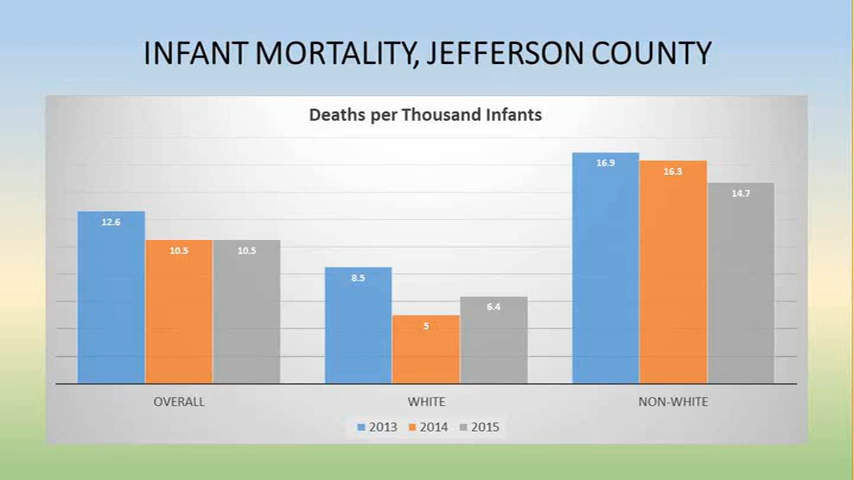 INFANT MORTALITY, JEFFERSON COUNTY
Deaths per Thousand Infants
12.6
10.5
10.5
8.5
5
6.4
16.9
16.3
14.7
OVERALL
WHITE
NON-WHITE
2013 2014 2015